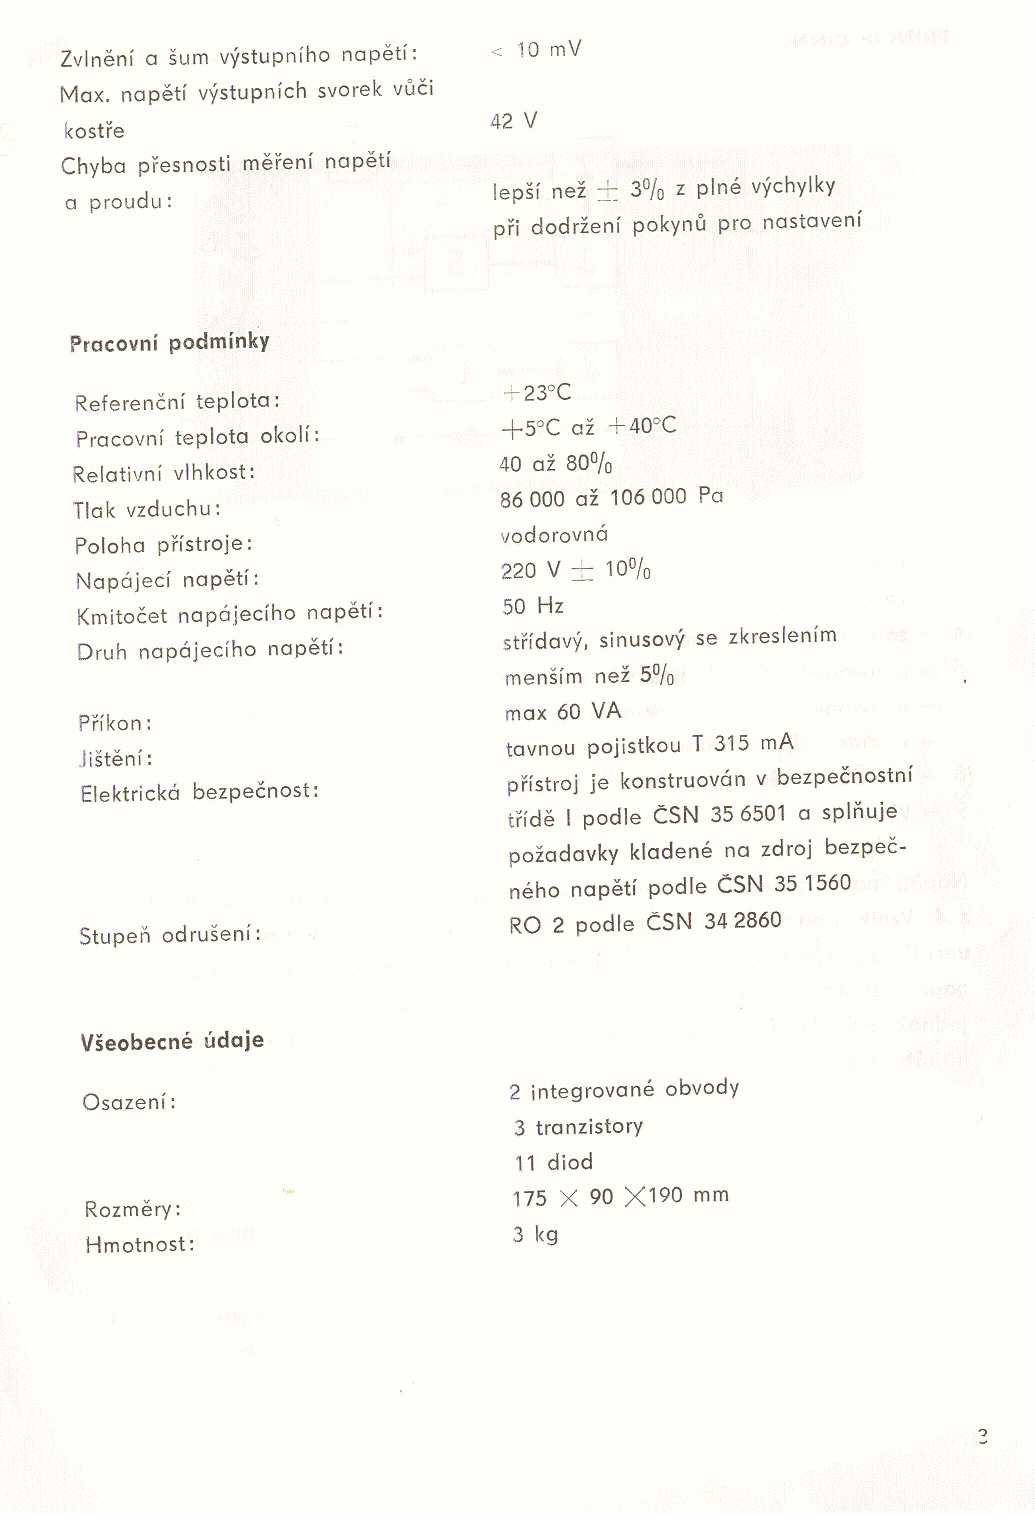 Zvlnění a šum výstupního napětí: < 10 mV
Max. napětí výstupních svorek vůči
kostře 42 V
Chyba přesnosti měření napětí
a proudu: lepší než ± 3% z plné výchylky
při dodržení pokynů pro nastavení
Pracovní podmínky
Referenční teplota: +23°C
Pracovní teplota okolí: +5°C až +40°C
Relativní vlhkost: 40 až 80%
Tlak vzduchu: 86 000 až 106 000 Pa
Poloha přístroje: vodorovná
Napájecí napětí: 220 V ± 10%
Kmitočet napájecího napětí: 50 Hz
Druh napájecího napětí: střídavý, sinusový se zkreslením
menším než 5%
Příkon: max 60 VA
Jištění: tavnou pojistkou T 315 mA
Elektrická bezpečnost: přístroj je konstruován v bezpečnostní
třídě I podle ČSN 35 6501 a splňuje
požadavky kladené na zdroj bezpeč-
ného napětí podle ČSN 35 1560
Stupeň odrušení: RO 2 podle ČSN 34 2860
Všeobecné údaje
Osazení: 2 integrované obvody
3 tranzistory
11 diod
Rozměry: 175 X 90 X 190 mm
Hmotnost: 3 kg
3